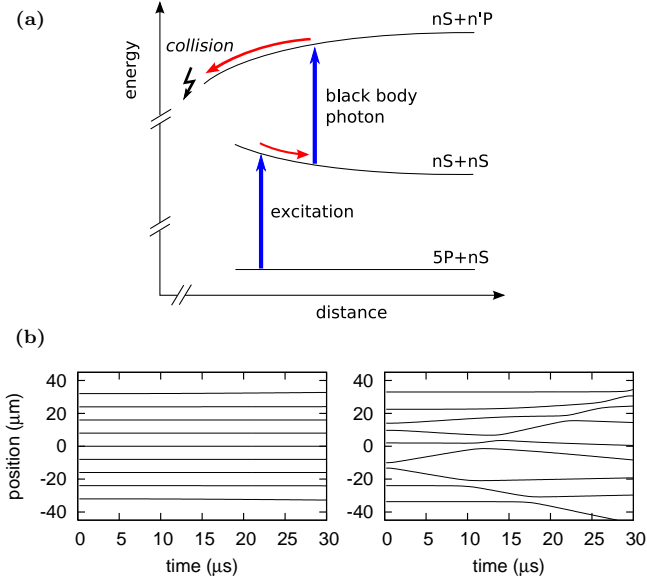 (a)
nS+n'P
collision
energy
black body
photon
nS+nS
excitation
5P+nS
distance
(b)
position (μm)
40
20
0
-20
-40
0 5 10 15 20 25 30
time (μs)
40
20
0
-20
-40
0 5 10 15 20 25 30
time (μs)